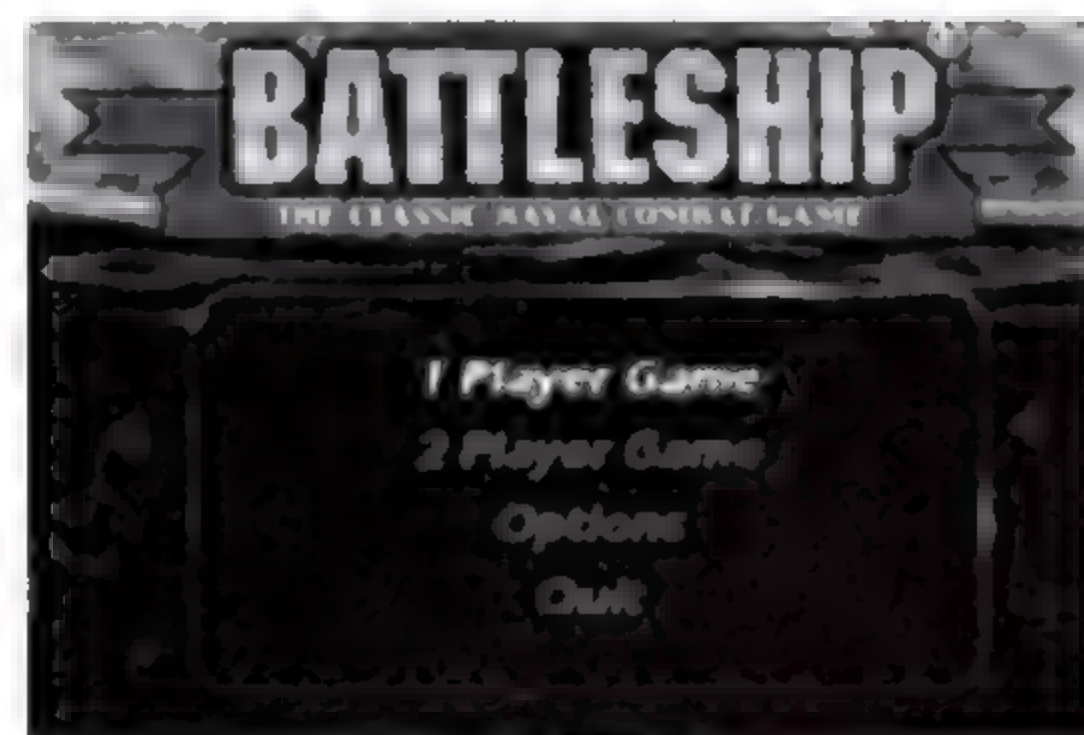 BATTLESHIP
THE CLASSIC NAVAL COMBAT GAME
1 Player Game
2 Player Game
Options
Quit